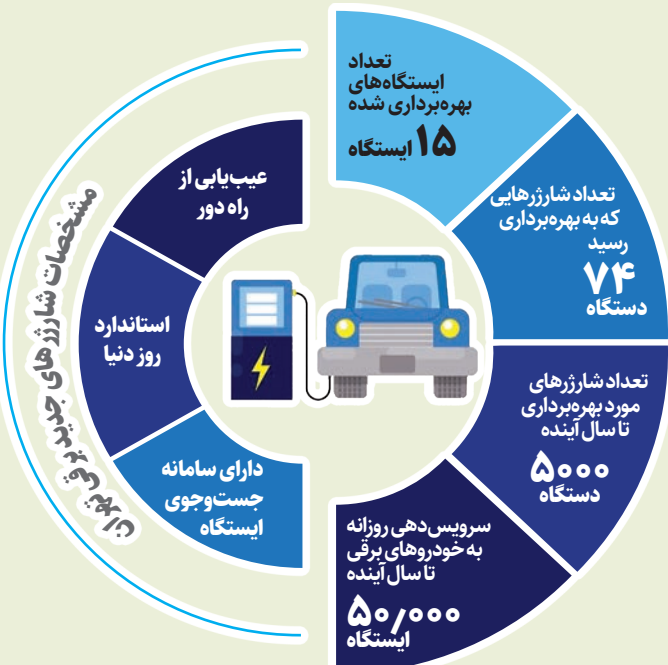 تعداد
ایستگاه‌های
بهره‌برداری شده
۱۵ ایستگاه
تعداد شارژرهایی
که به بهره‌برداری
رسید
۷۴
دستگاه
تعداد شارژرهای
مورد بهره‌برداری
تا سال آینده
۵۰۰۰
دستگاه
سرویس‌دهی روزانه
به خودروهای برقی
تا سال آینده
۵۰٫۰۰۰
ایستگاه
مشخصات شارژرهای جدید برقی تهران
عیب‌یابی از
راه دور
استاندارد
روز دنیا
دارای سامانه
جست‌وجوی
ایستگاه